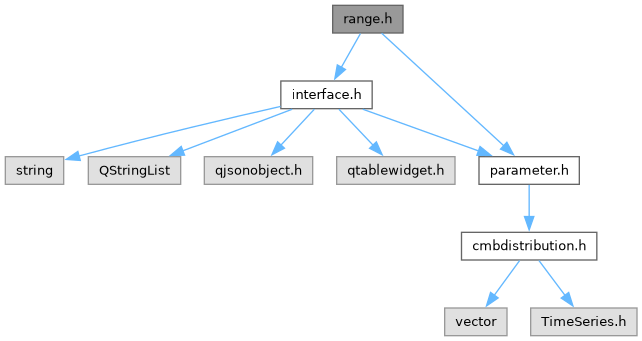 range.h
interface.h
string
QStringList
qjsonobject.h
qtablewidget.h
parameter.h
cmbdistribution.h
vector
TimeSeries.h